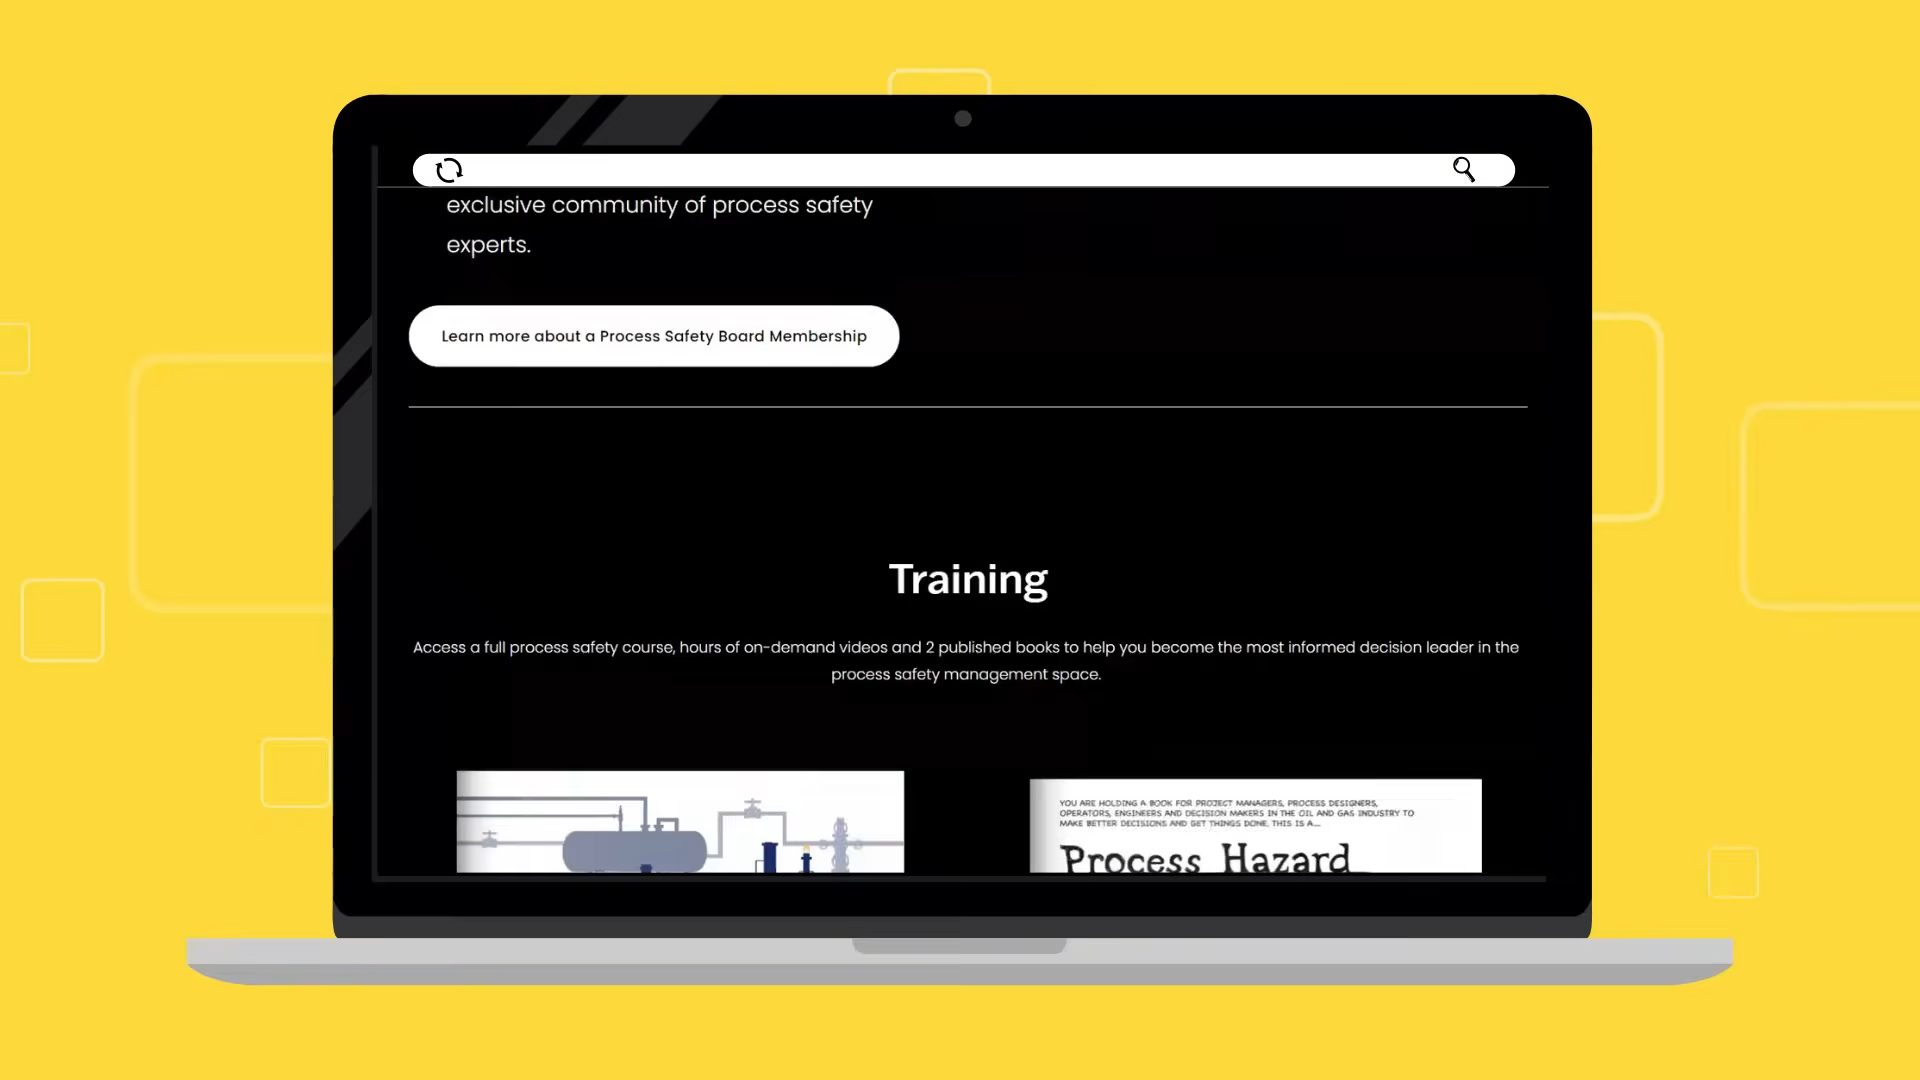 exclusive community of process safety
experts.
Learn more about a Process Safety Board Membership
Training
Access a full process safety course, hours of on-demand videos and 2 published books to help you become the most informed decision leader in the
process safety management space.
YOU ARE HOLDING A BOOK FOR PROJECT MANAGERS, PROCESS DESIGNERS,
OPERATORS, ENGINEERS AND DECISION MAKERS IN THE OIL AND GAS INDUSTRY TO
MAKE BETTER DECISIONS AND GET THINGS DONE. THIS IS A...
Process Hazard